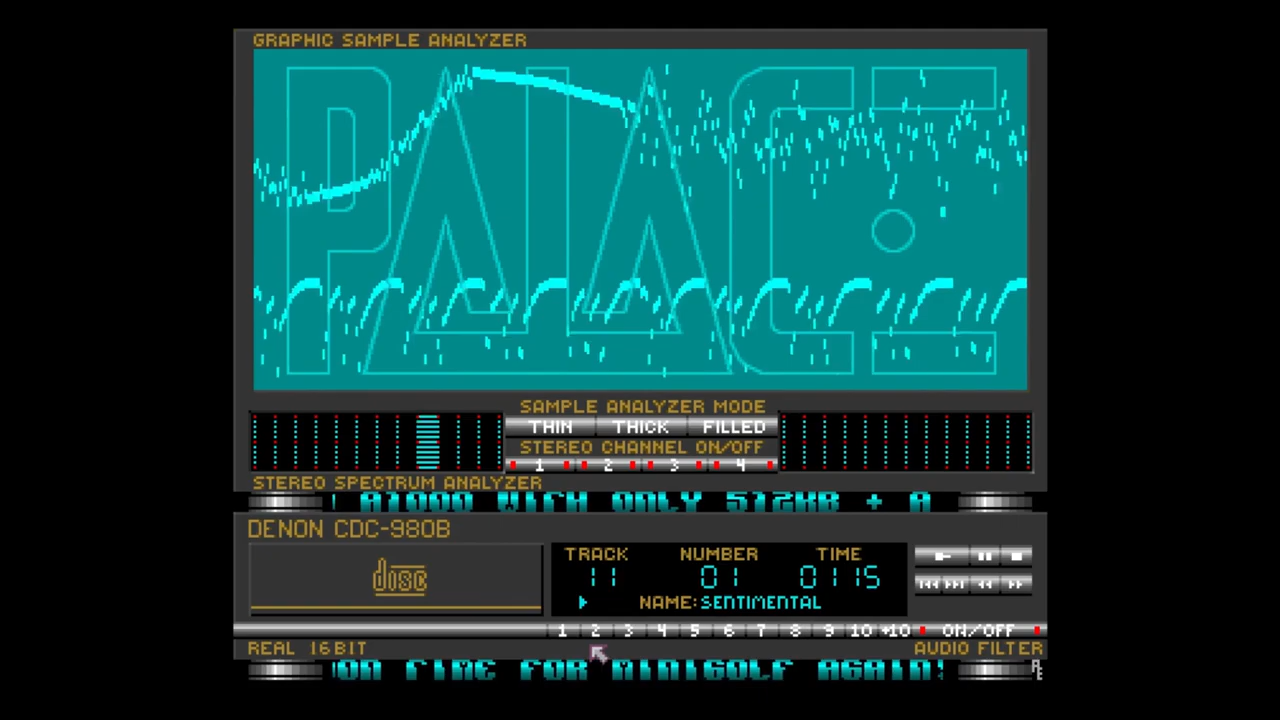 GRAPHIC SAMPLE ANALYZER
PALACE
SAMPLE ANALYZER MODE
THIN THICK FILLED
STEREO CHANNEL ON/OFF
1 2 3 4
STEREO SPECTRUM ANALYZER
! A1000 WITH ONLY 512KB + A
DENON CDC-980B
disc
TRACK NUMBER TIME
11 01 01 15
NAME:SENTIMENTAL
1 2 3 4 5 6 7 8 9 10 +10 ON/OFF
REAL 16BIT AUDIO FILTER
ON TIME FOR MINIGOLF AGAIN!